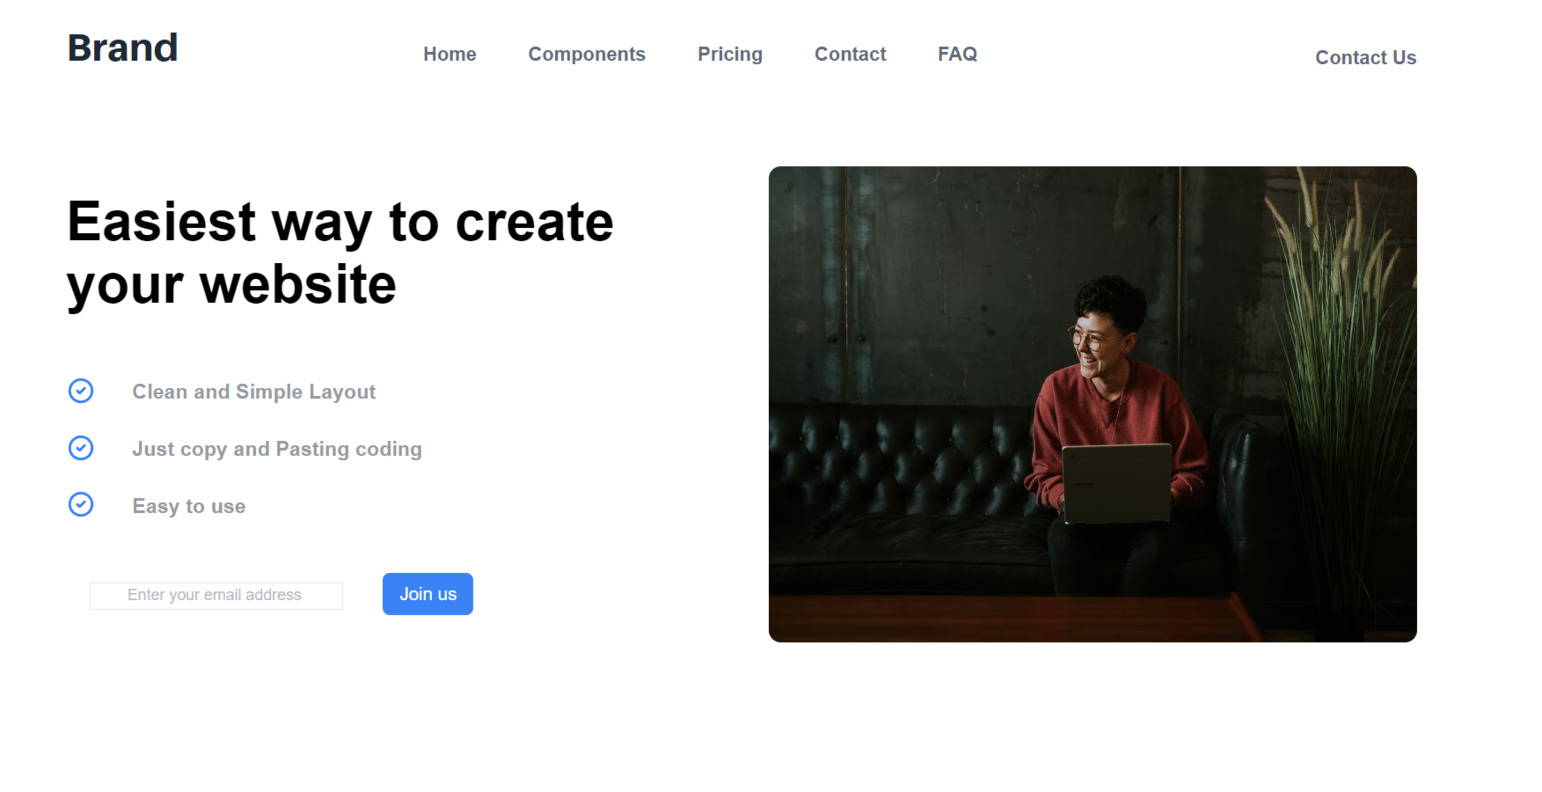 Brand
Home Components Pricing Contact FAQ
Contact Us
Easiest way to create
your website
Clean and Simple Layout
Just copy and Pasting coding
Easy to use
Enter your email address
Join us